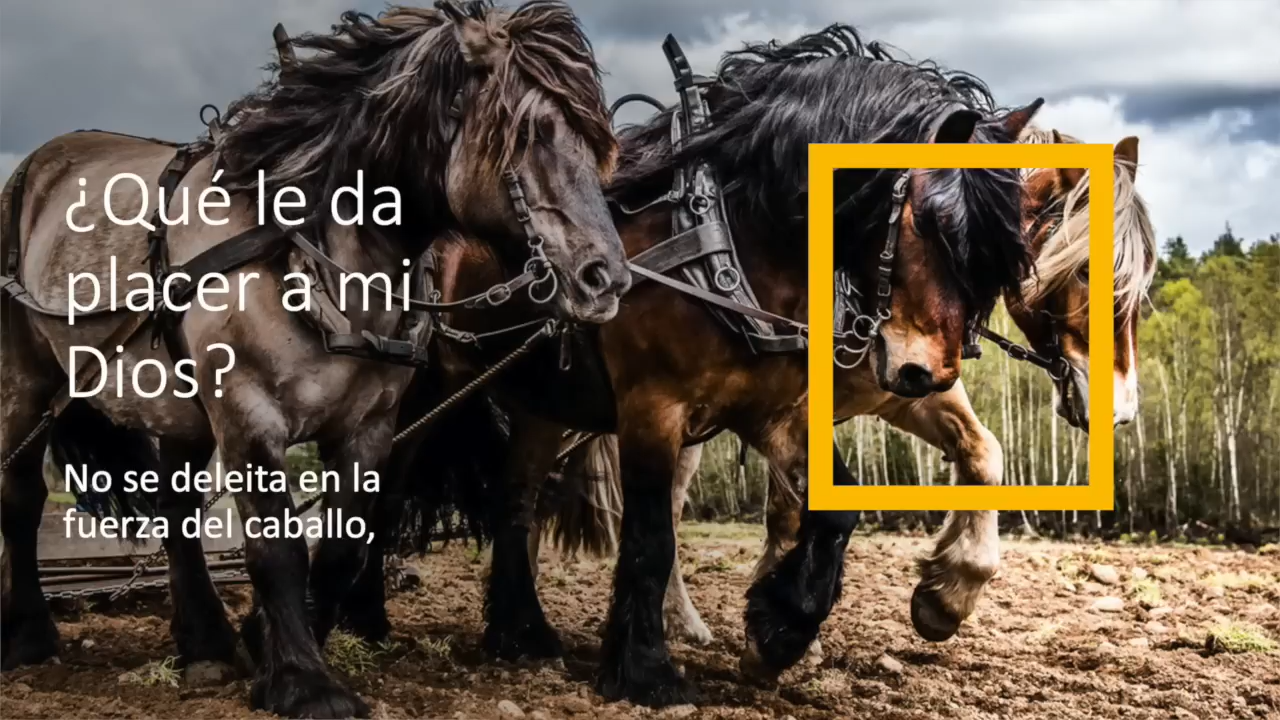 ¿Qué le da
placer a mi
Dios?
No se deleita en la
fuerza del caballo,